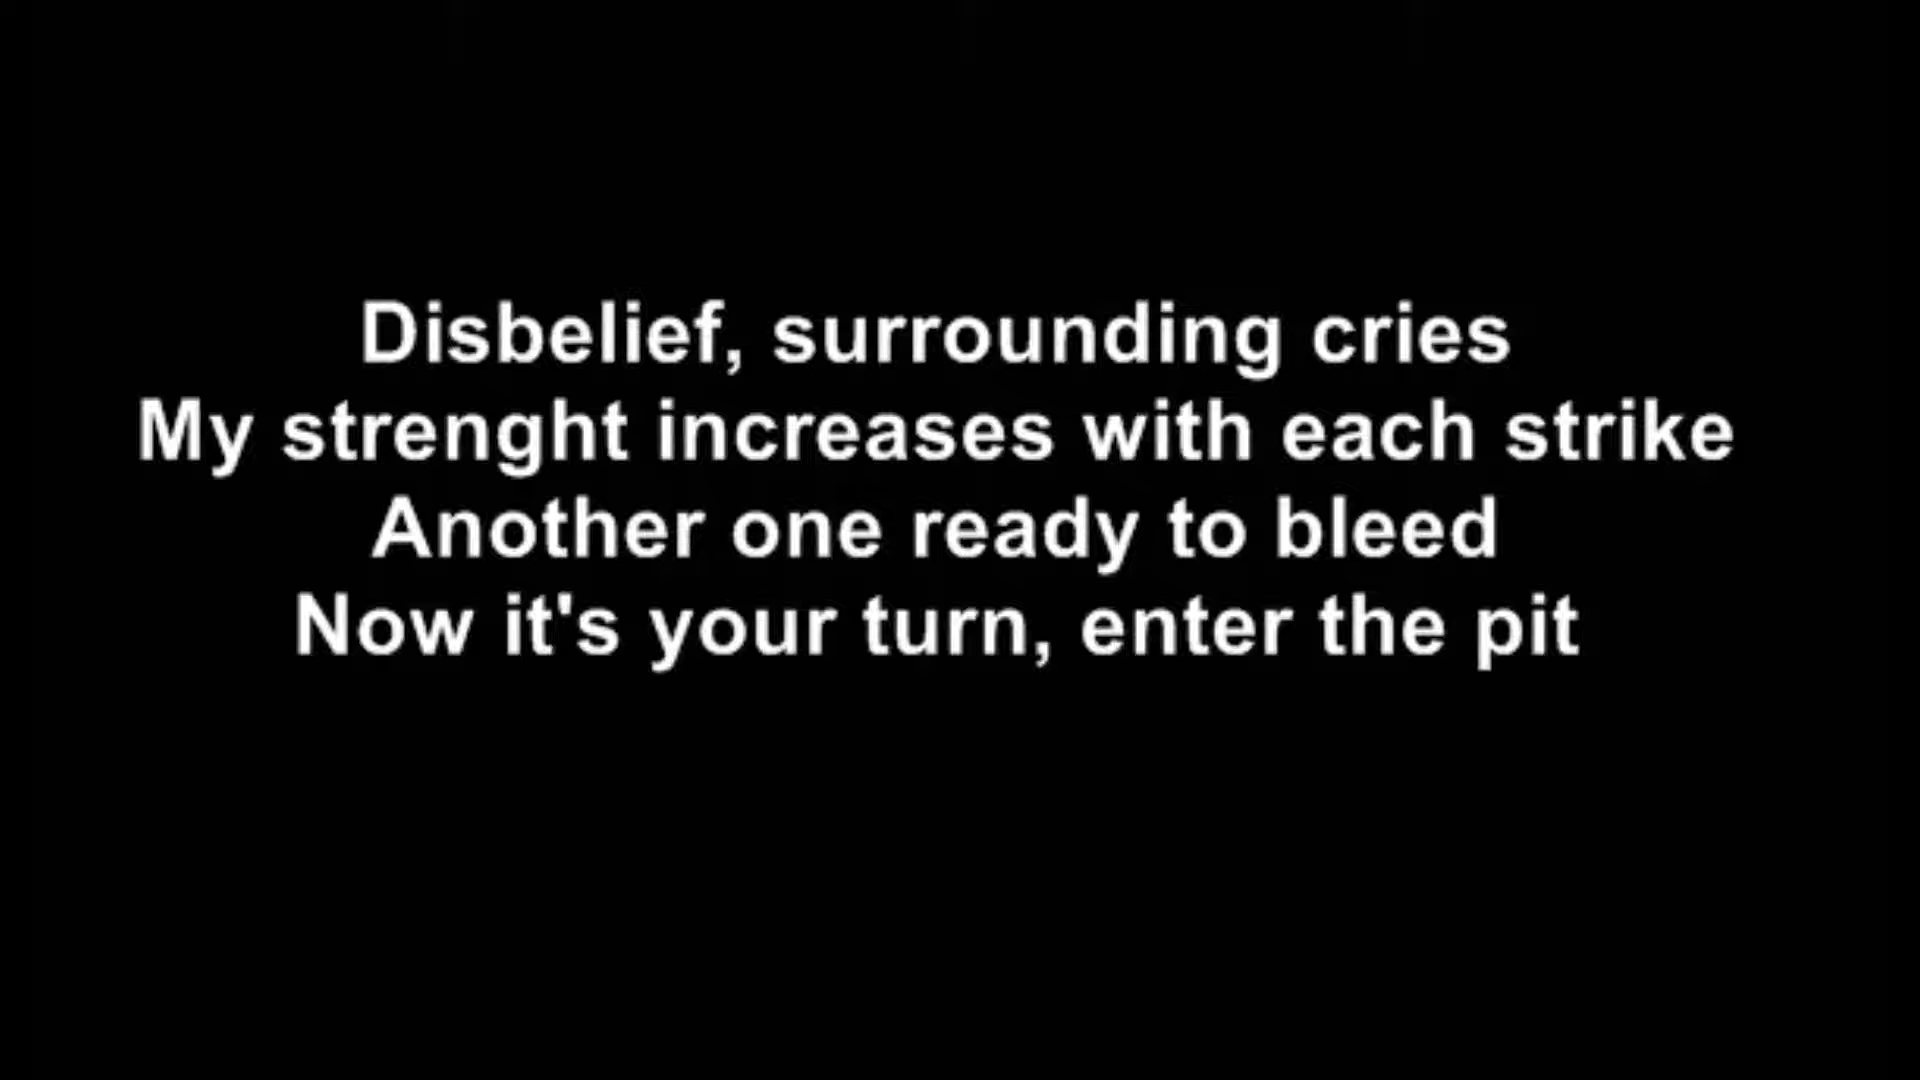 Disbelief, surrounding cries
My strenght increases with each strike
Another one ready to bleed
Now it's your turn, enter the pit